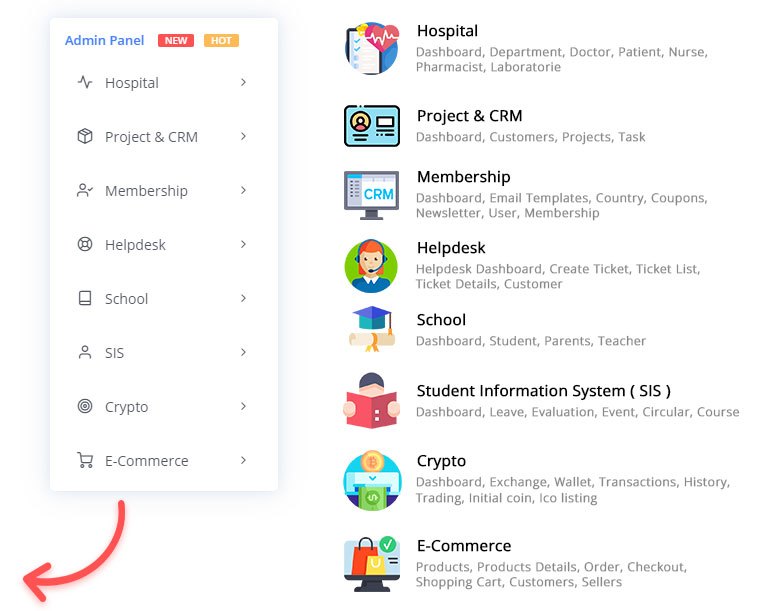 Admin Panel NEW HOT
Hospital
Project & CRM
Membership
Helpdesk
School
SIS
Crypto
E-Commerce
Hospital
Dashboard, Department, Doctor, Patient, Nurse,
Pharmacist, Laboratorie
Project & CRM
Dashboard, Customers, Projects, Task
CRM
Membership
Dashboard, Email Templates, Country, Coupons,
Newsletter, User, Membership
Helpdesk
Helpdesk Dashboard, Create Ticket, Ticket List,
Ticket Details, Customer
School
Dashboard, Student, Parents, Teacher
Student Information System ( SIS )
Dashboard, Leave, Evaluation, Event, Circular, Course
Crypto
Dashboard, Exchange, Wallet, Transactions, History,
Trading, Initial coin, Ico listing
E-Commerce
Products, Products Details, Order, Checkout,
Shopping Cart, Customers, Sellers